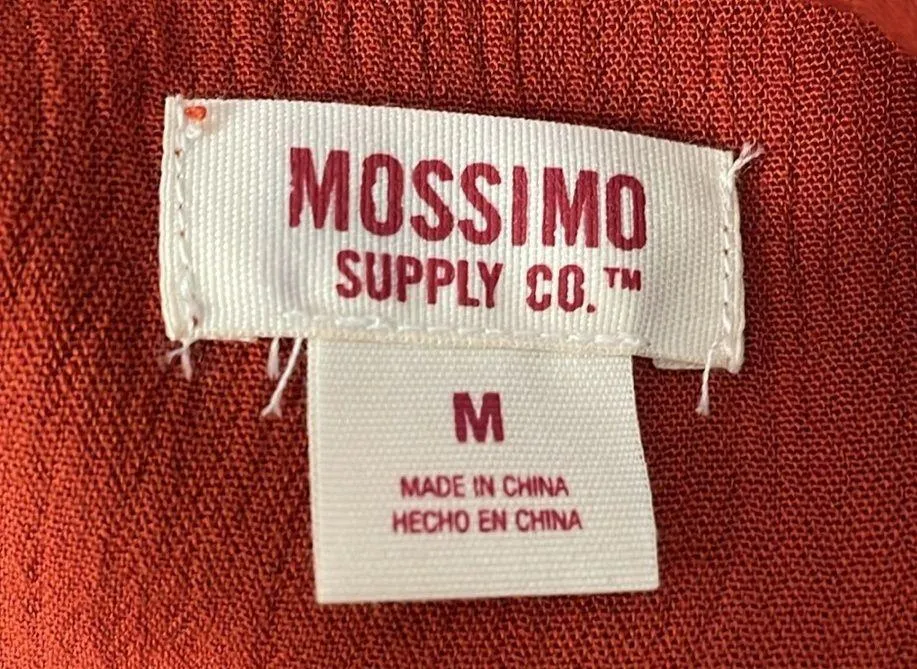 MOSSIMO
SUPPLY CO.™
M
MADE IN CHINA
HECHO EN CHINA